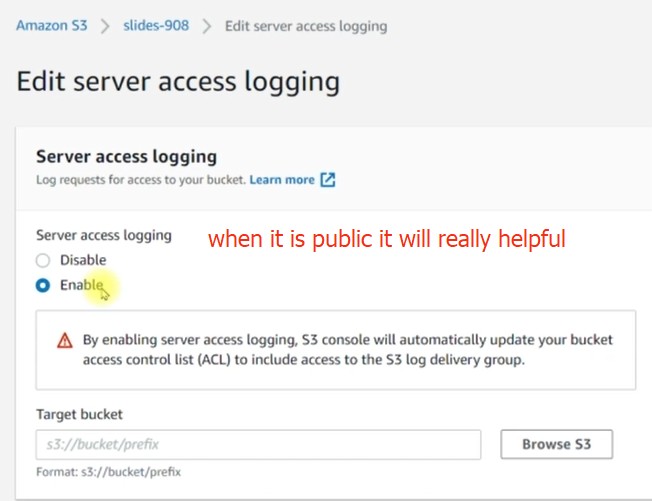 Amazon S3 > slides-908 > Edit server access logging
Edit server access logging
Server access logging
Log requests for access to your bucket. Learn more
Server access logging
when it is public it will really helpful
Disable
Enable
By enabling server access logging, S3 console will automatically update your bucket
access control list (ACL) to include access to the S3 log delivery group.
Target bucket
s3://bucket/prefix
Browse S3
Format: s3://bucket/prefix